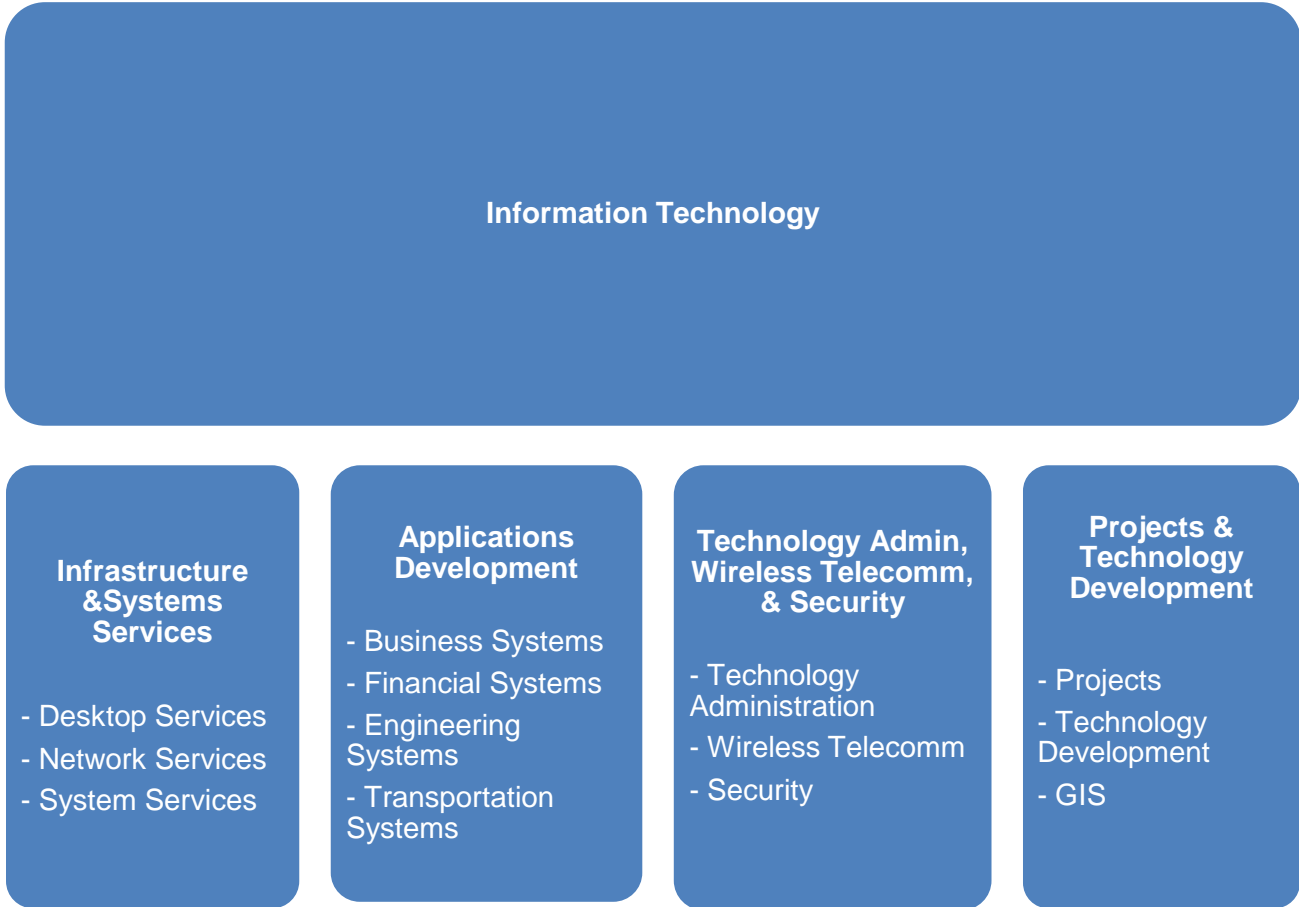 Information Technology
Infrastructure
&Systems
Services
- Desktop Services
- Network Services
- System Services
Applications
Development
- Business Systems
- Financial Systems
- Engineering
Systems
- Transportation
Systems
Technology Admin,
Wireless Telecomm,
& Security
- Technology
Administration
- Wireless Telecomm
- Security
Projects &
Technology
Development
- Projects
- Technology
Development
- GIS